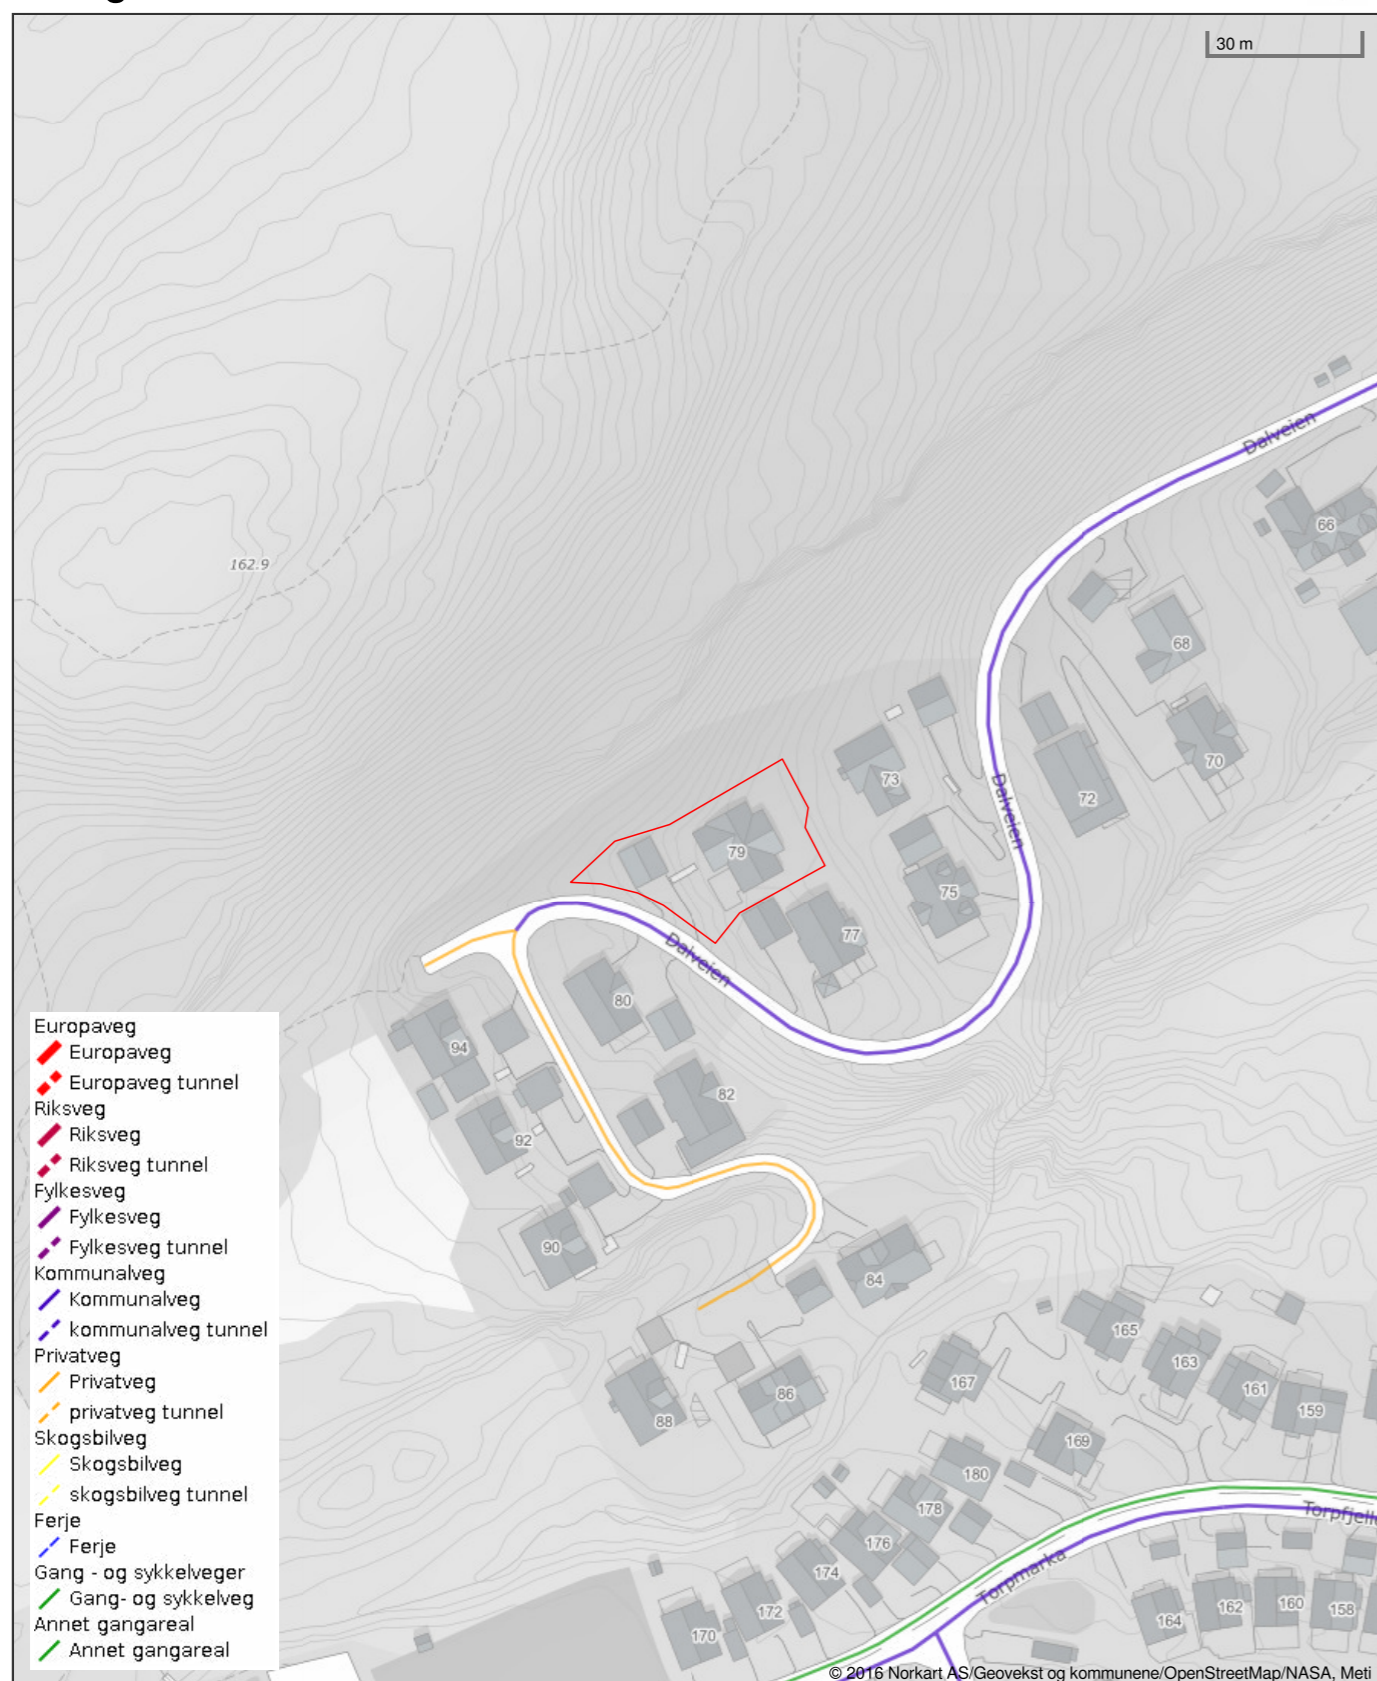 30 m
Dalveien
66
162.9
68
70
73
72
Dalveien
79
75
77
Dalveien
80
94
82
92
90
84
165
163
161
167
159
86
88
169
180
178
176
174
172
170
Torpfjell
Torpmarka
164
162
160
158
Europaveg
Europaveg
Europaveg tunnel
Riksveg
Riksveg
Riksveg tunnel
Fylkesveg
Fylkesveg
Fylkesveg tunnel
Kommunalveg
Kommunalveg
kommunalveg tunnel
Privatveg
Privatveg
privatveg tunnel
Skogsbilveg
Skogsbilveg
skogsbilveg tunnel
Ferje
Ferje
Gang - og sykkelveger
Gang- og sykkelveg
Annet gangareal
Annet gangareal
© 2016 Norkart AS/Geovekst og kommunene/OpenStreetMap/NASA, Meti